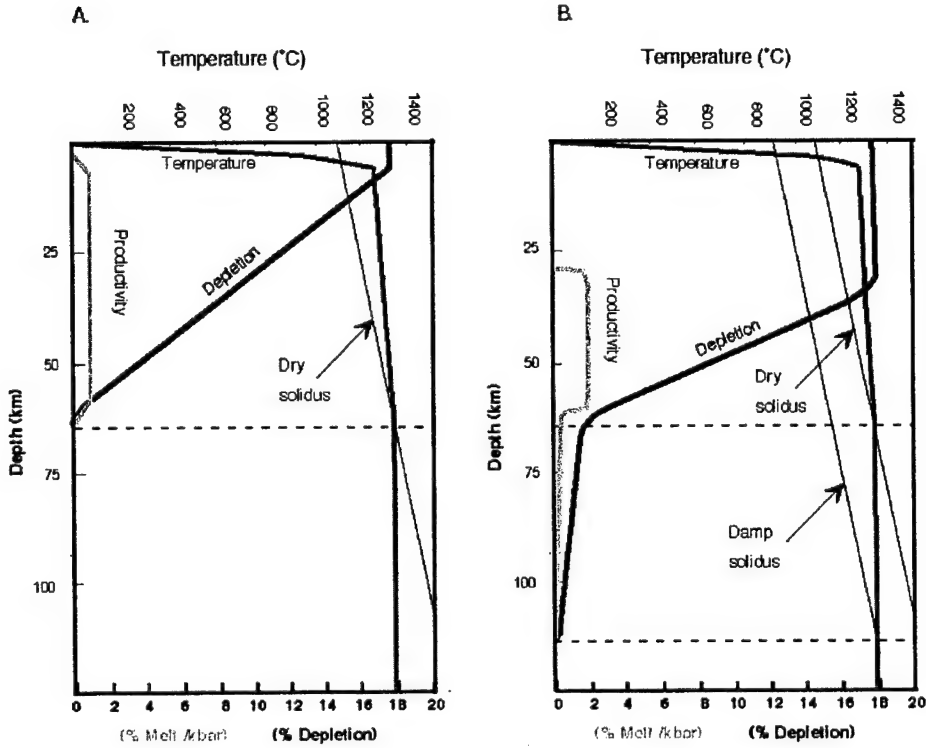 A.
Temperature (°C)
200 400 600 800 1000 1200 1400
Temperature
Productivity
Depletion
Dry
solidus
Depth (km)
25
50
75
100
0 2 4 6 8 10 12 14 16 18 20
(% Melt /kbar) (% Depletion)
B.
Temperature (°C)
200 400 600 800 1000 1200 1400
Temperature
Productivity
Depletion
Dry
solidus
Damp
solidus
Depth (km)
25
50
75
100
0 2 4 6 8 10 12 14 16 18 20
(% Melt /kbar) (% Depletion)